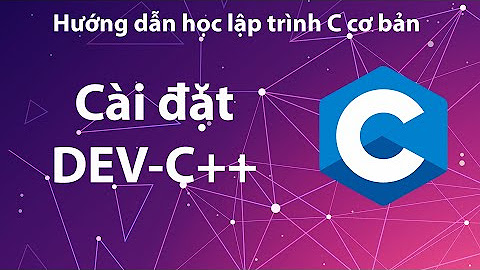 Hướng dẫn học lập trình C cơ bản
Cài đặt
DEV-C++
C